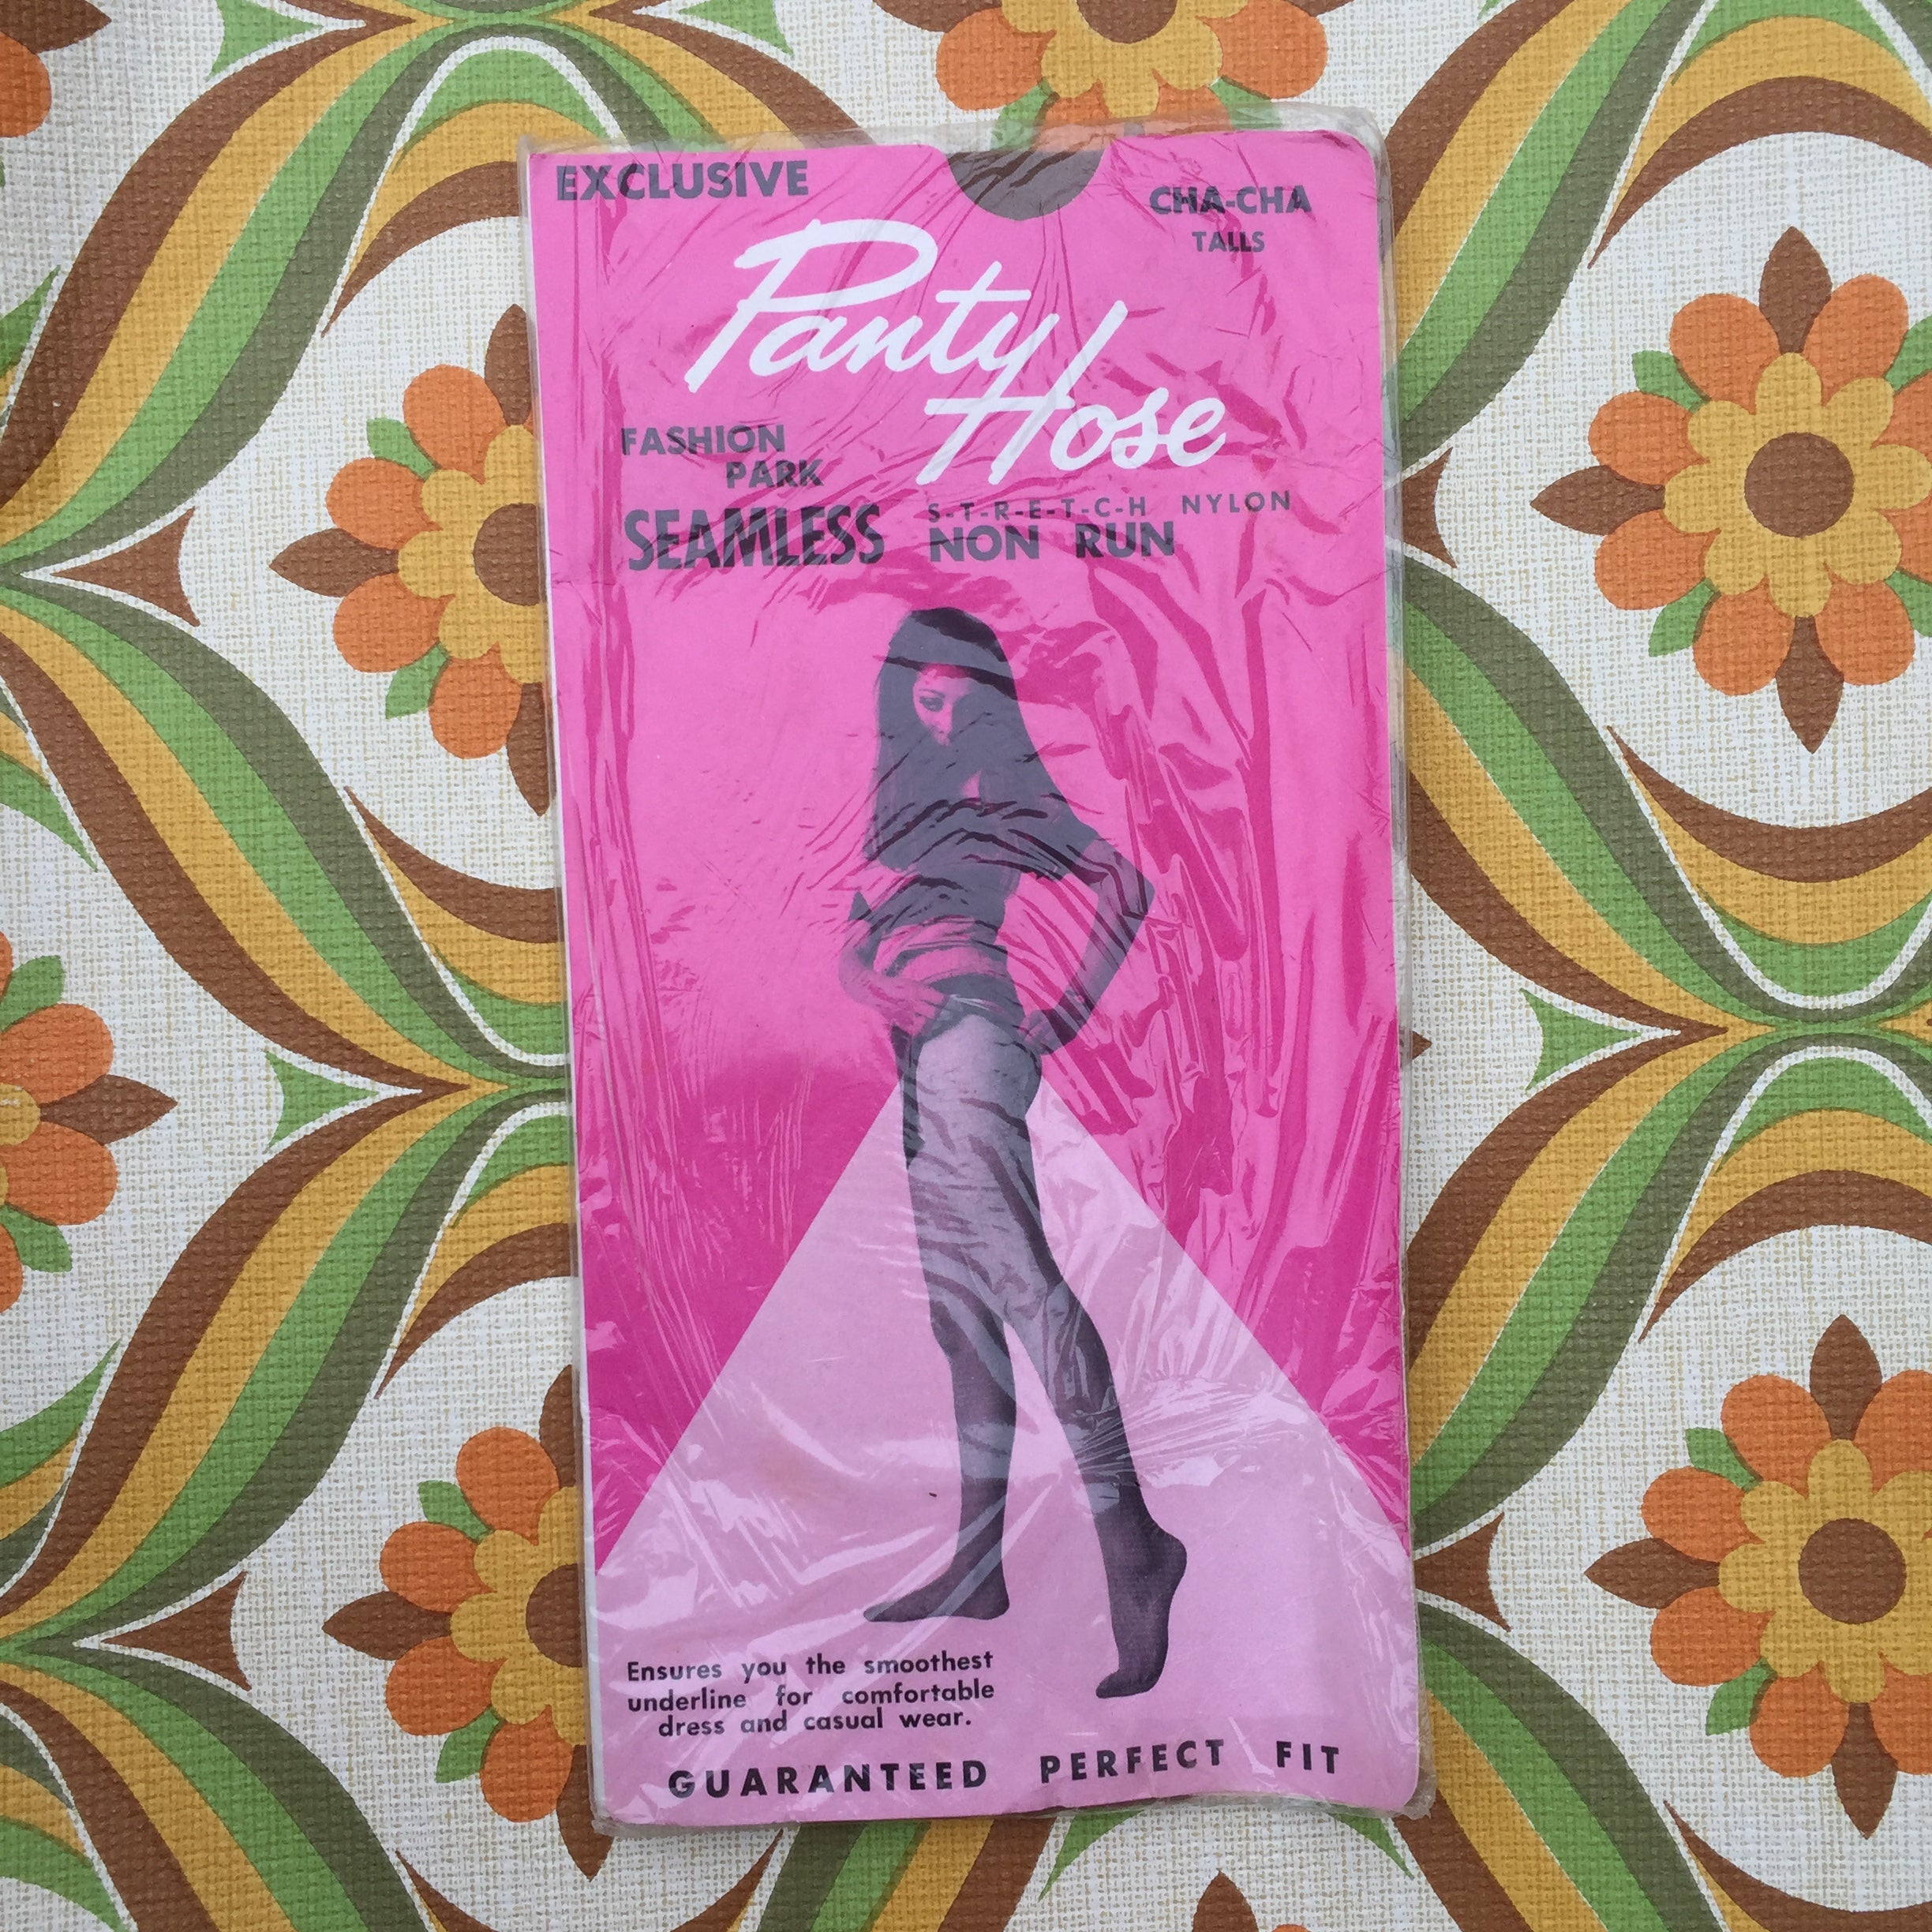 EXCLUSIVE
CHA-CHA
TALLS
Panty
Hose
FASHION
PARK
SEAMLESS
S-T-R-E-T-C-H NYLON
NON RUN
Ensures you the smoothest
underline for comfortable
dress and casual wear.
GUARANTEED PERFECT FIT